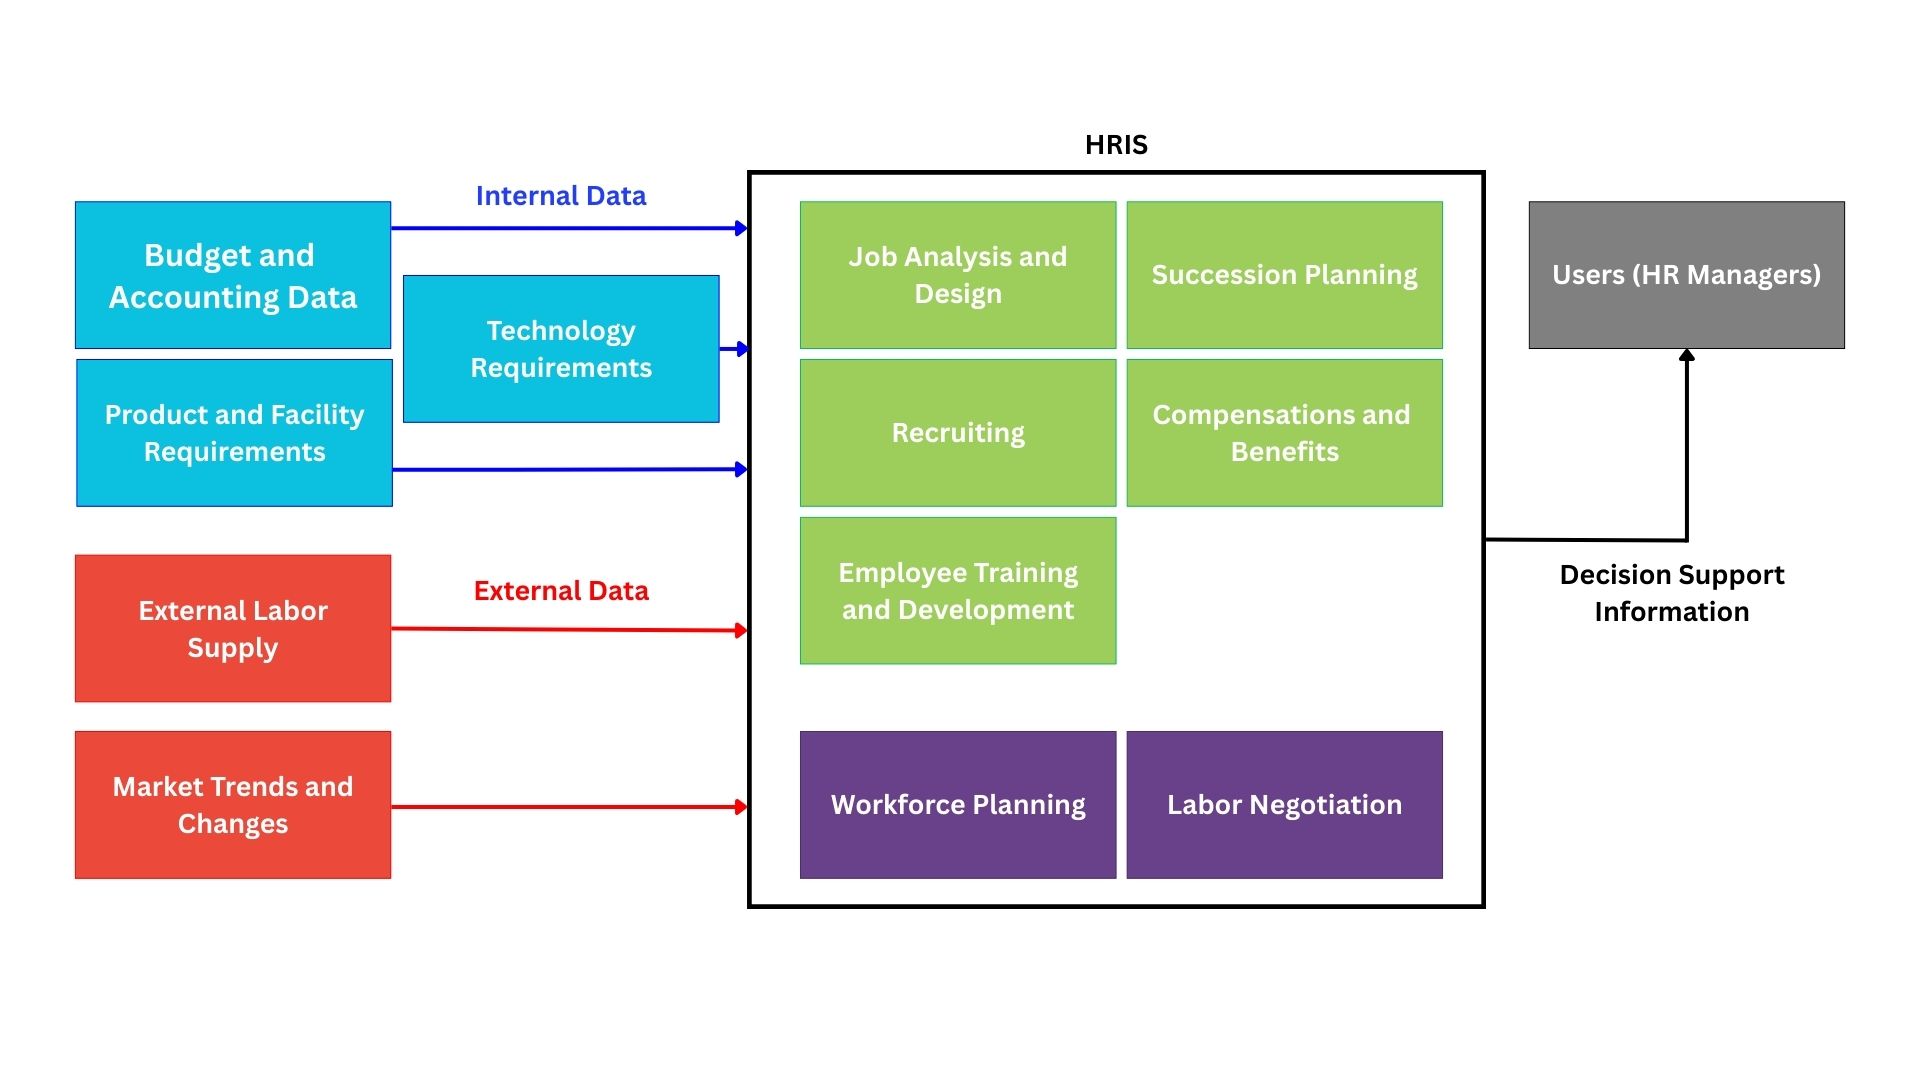 HRIS
Internal Data
Budget and
Accounting Data
Technology
Requirements
Product and Facility
Requirements
External Data
External Labor
Supply
Market Trends and
Changes
Job Analysis and
Design
Succession Planning
Recruiting
Compensations and
Benefits
Employee Training
and Development
Workforce Planning
Labor Negotiation
Users (HR Managers)
Decision Support
Information